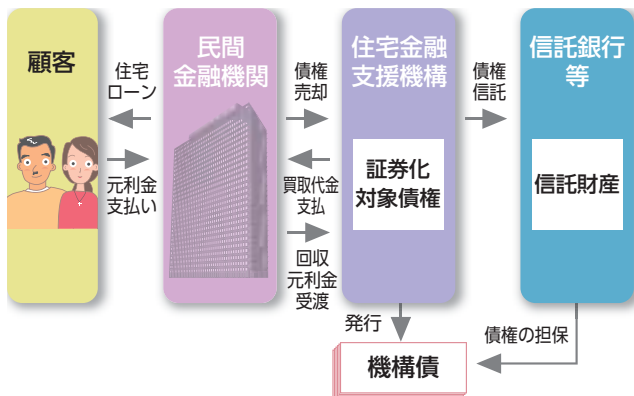 顧客
住宅
ローン
元利金
支払い
民間
金融機関
債権
売却
買取代金
支払
回収
元利金
受渡
住宅金融
支援機構
証券化
対象債権
債権
信託
信託銀行
等
信託財産
発行
債権の担保
機構債